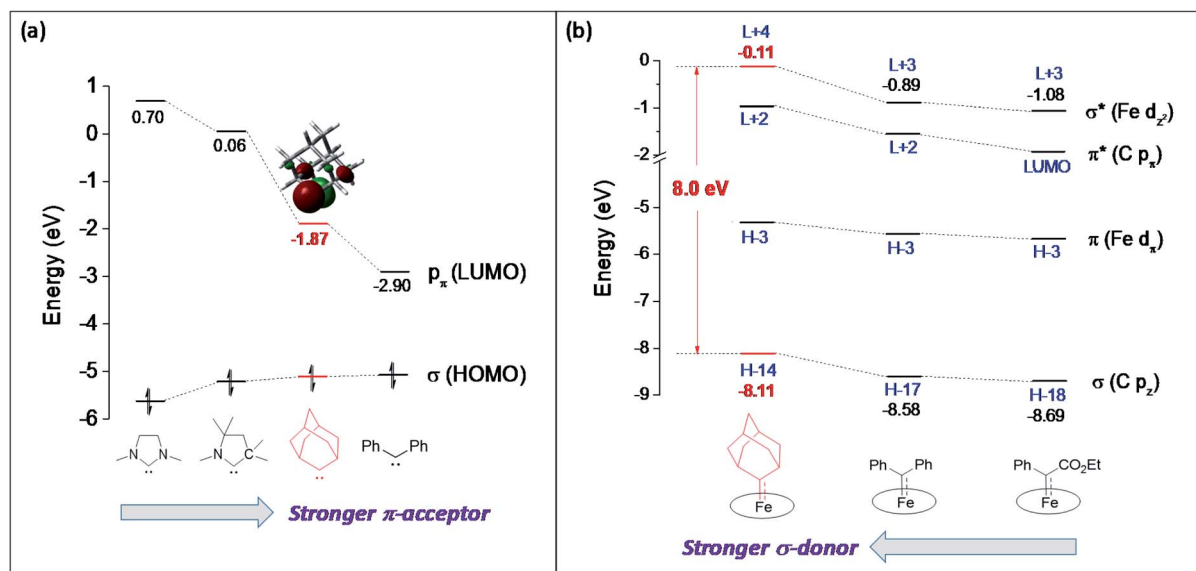 (a)
Energy (eV)
1
0
-1
-2
-3
-4
-5
-6
0.70
0.06
-1.87
-2.90
pπ (LUMO)
σ (HOMO)
N
N
N
C
Ph
Ph
Stronger π-acceptor
(b)
Energy (eV)
0
-1
-2
-5
-6
-7
-8
-9
8.0 eV
L+4
-0.11
L+3
-0.89
L+3
-1.08
σ* (Fe dz²)
L+2
L+2
LUMO
π* (C pπ)
H-3
H-3
H-3
π (Fe dπ)
H-14
-8.11
H-17
-8.58
H-18
-8.69
σ (C pz)
Fe
Ph
Ph
Fe
Ph
CO₂Et
Fe
Stronger σ-donor